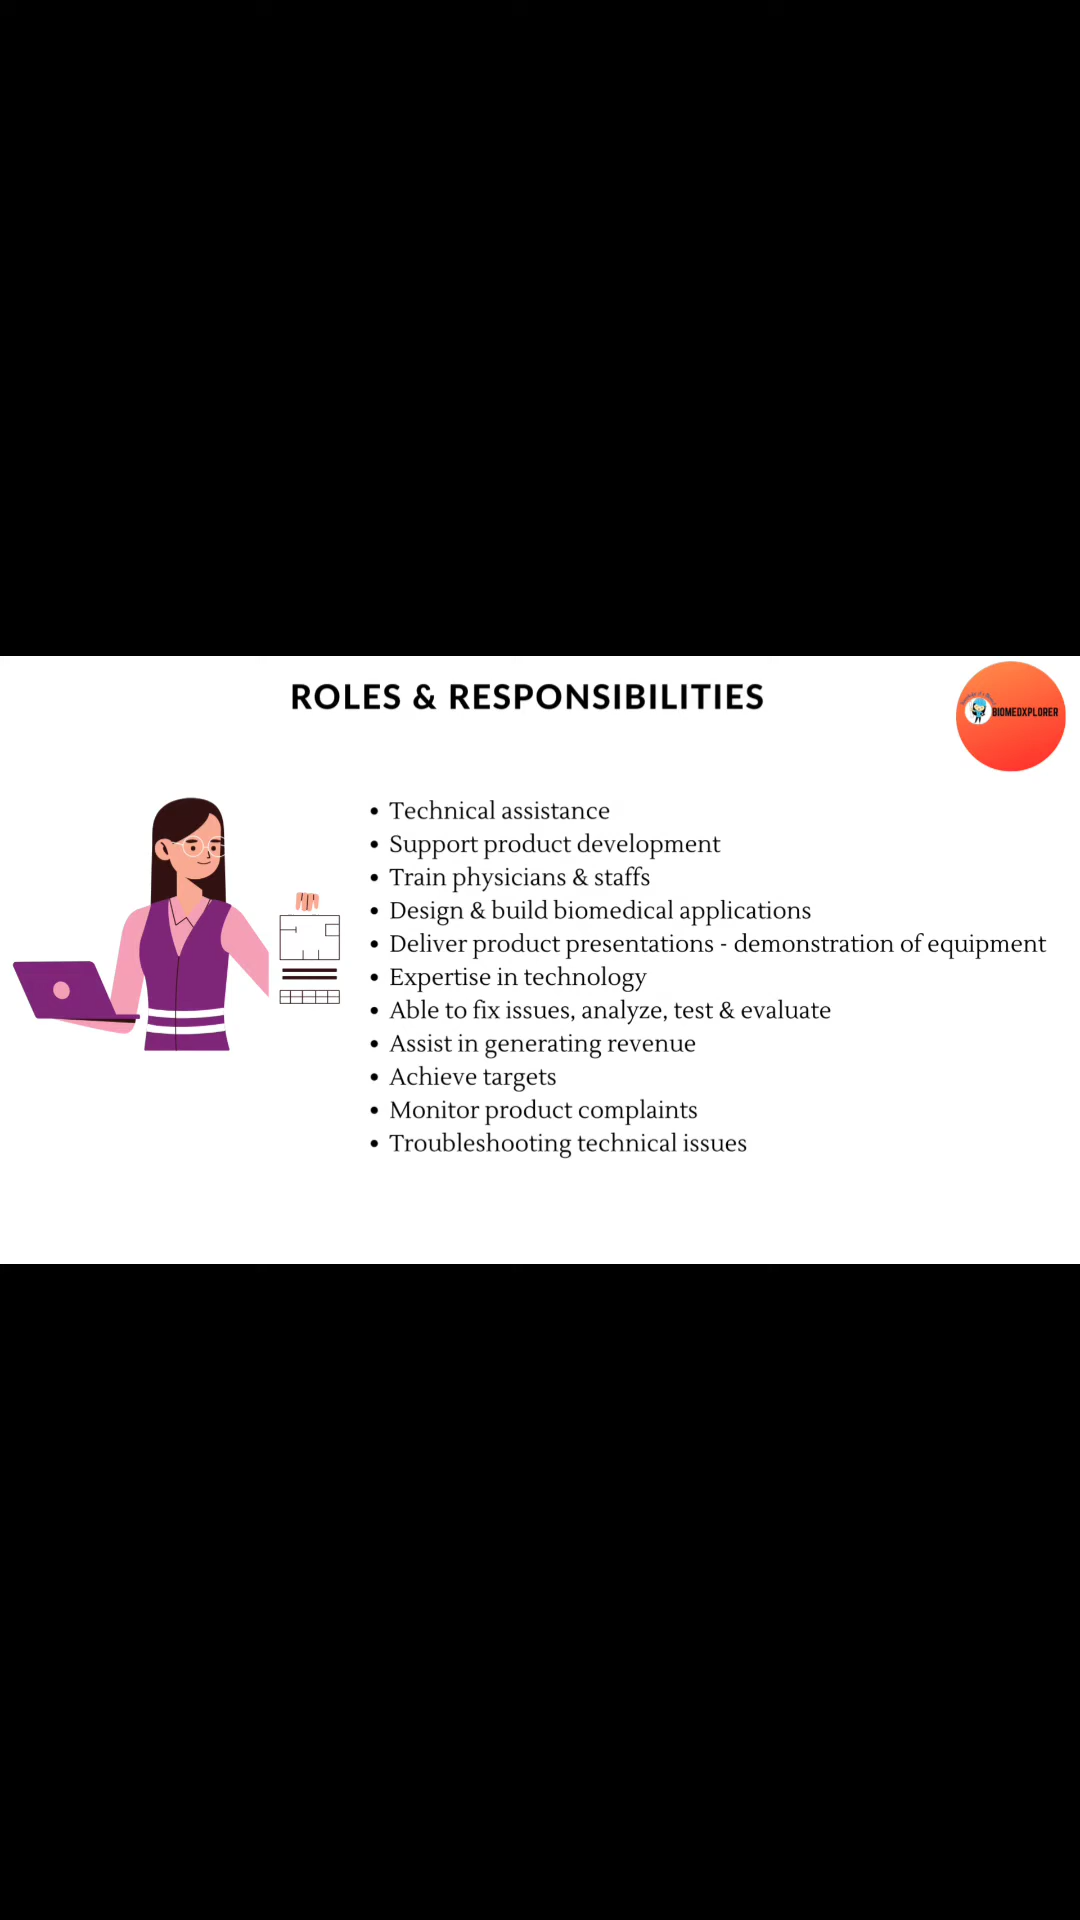 ROLES & RESPONSIBILITIES
BIOMEDXPLORER
• Technical assistance
• Support product development
• Train physicians & staffs
• Design & build biomedical applications
• Deliver product presentations - demonstration of equipment
• Expertise in technology
• Able to fix issues, analyze, test & evaluate
• Assist in generating revenue
• Achieve targets
• Monitor product complaints
• Troubleshooting technical issues